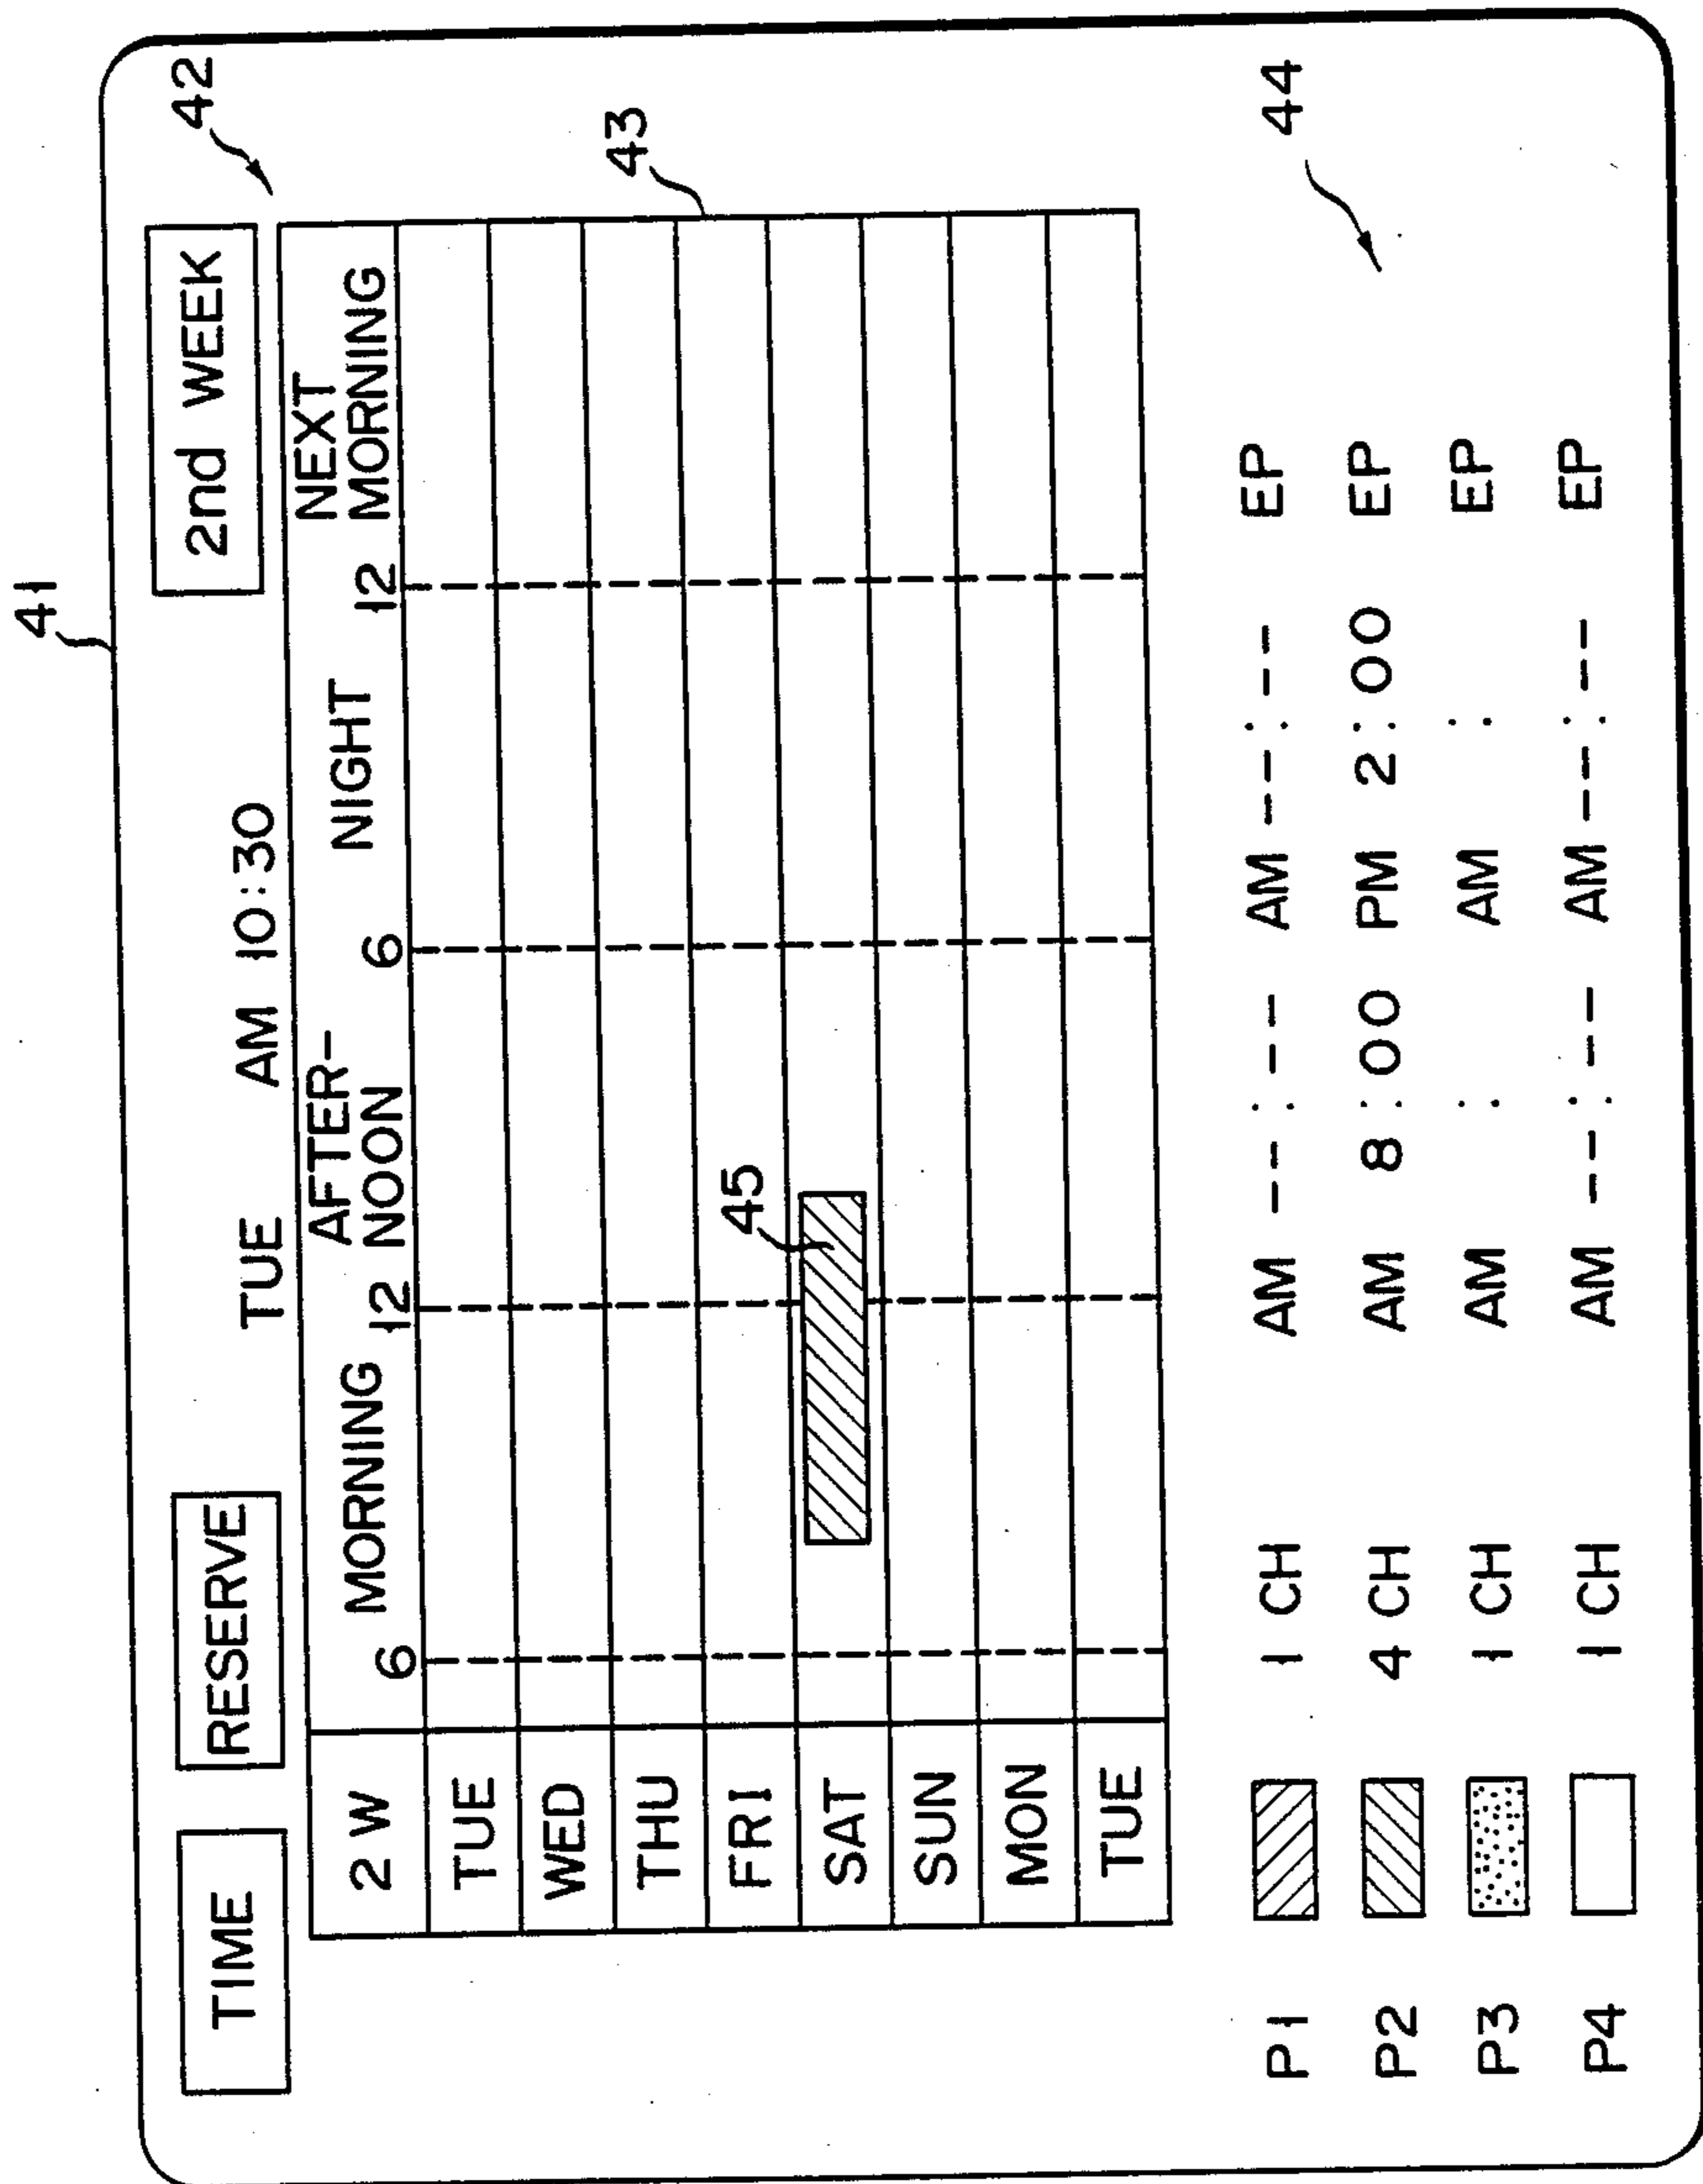 41
TIME RESERVE 2nd WEEK
42
TUE AM 10:30
2 W MORNING AFTER-NOON NIGHT NEXT MORNING
6 12 6 12
TUE
WED
THU
43
FRI
45
SAT
SUN
MON
TUE
44
P1 1 CH AM --:-- AM --:-- EP
P2 4 CH AM 8:00 PM 2:00 EP
P3 1 CH AM : AM : EP
P4 1 CH AM --:-- AM --:-- EP